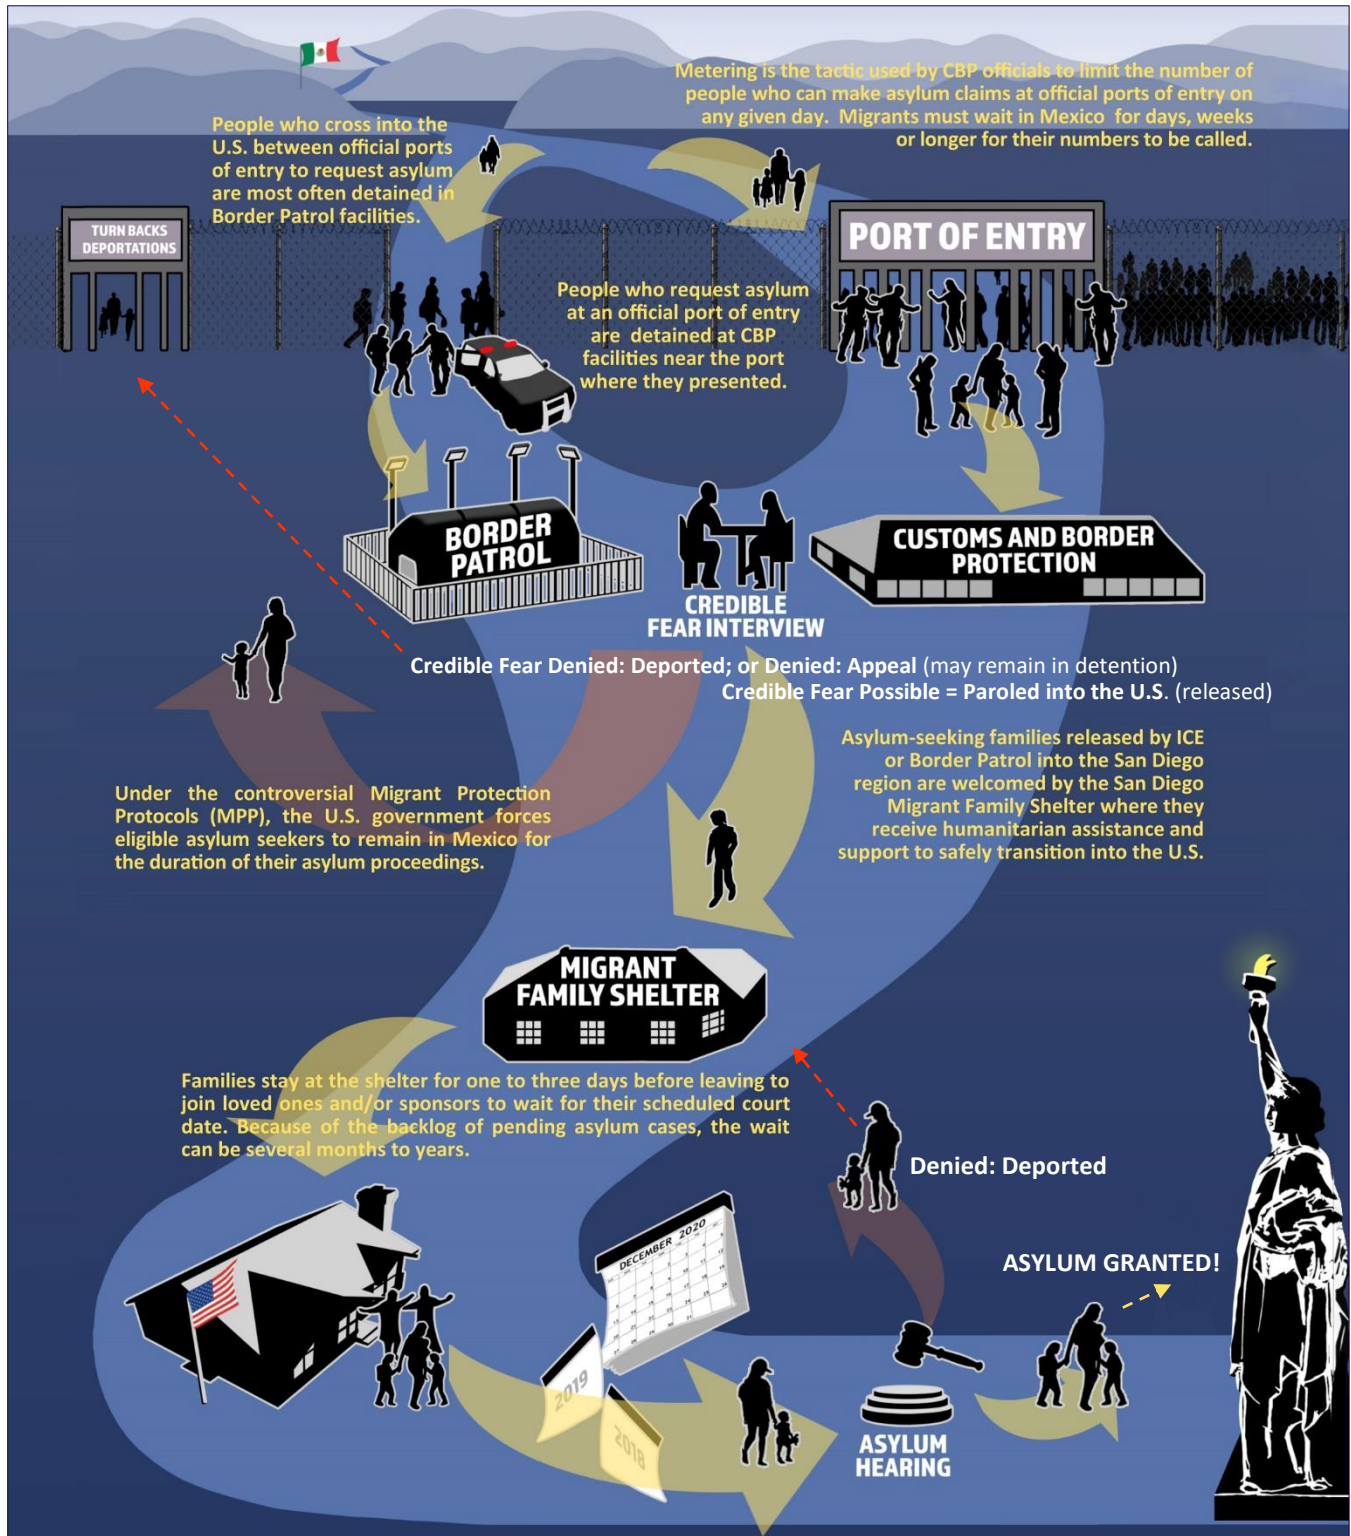 Metering is the tactic used by CBP officials to limit the number of
people who can make asylum claims at official ports of entry on
any given day. Migrants must wait in Mexico for days, weeks
or longer for their numbers to be called.
People who cross into the
U.S. between official ports
of entry to request asylum
are most often detained in
Border Patrol facilities.
TURN BACKS
DEPORTATIONS
PORT OF ENTRY
People who request asylum
at an official port of entry
are detained at CBP
facilities near the port
where they presented.
BORDER
PATROL
CREDIBLE
FEAR INTERVIEW
CUSTOMS AND BORDER
PROTECTION
Credible Fear Denied: Deported; or Denied: Appeal (may remain in detention)
Credible Fear Possible = Paroled into the U.S. (released)
Asylum-seeking families released by ICE
or Border Patrol into the San Diego
region are welcomed by the San Diego
Migrant Family Shelter where they
receive humanitarian assistance and
support to safely transition into the U.S.
Under the controversial Migrant Protection
Protocols (MPP), the U.S. government forces
eligible asylum seekers to remain in Mexico for
the duration of their asylum proceedings.
MIGRANT
FAMILY SHELTER
Families stay at the shelter for one to three days before leaving to
join loved ones and/or sponsors to wait for their scheduled court
date. Because of the backlog of pending asylum cases, the wait
can be several months to years.
Denied: Deported
DECEMBER 2020
2019
2018
ASYLUM GRANTED!
ASYLUM
HEARING